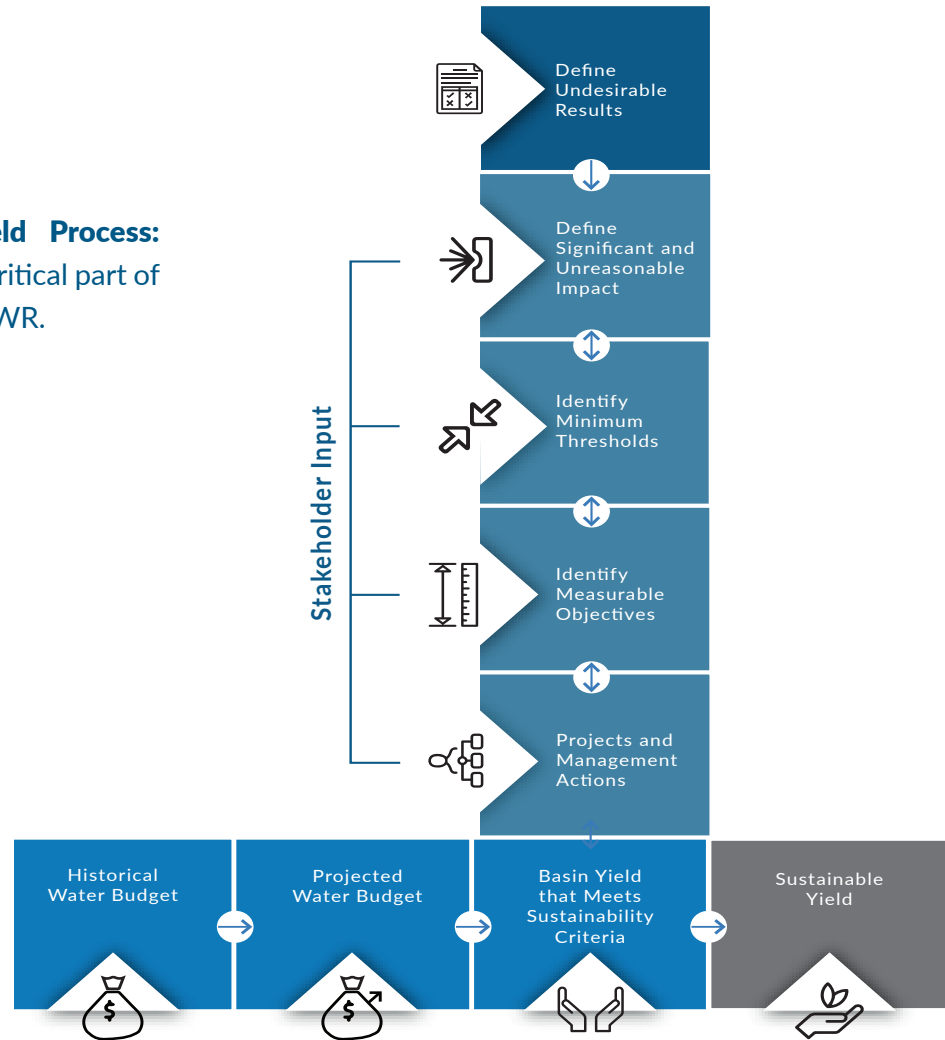 Define
Undesirable
Results
eld Process:
ritical part of
WR.
Define
Significant and
Unreasonable
Impact
Stakeholder Input
Identify
Minimum
Thresholds
Identify
Measurable
Objectives
Projects and
Management
Actions
Historical
Water Budget
Projected
Water Budget
Basin Yield
that Meets
Sustainability
Criteria
Sustainable
Yield
$
$